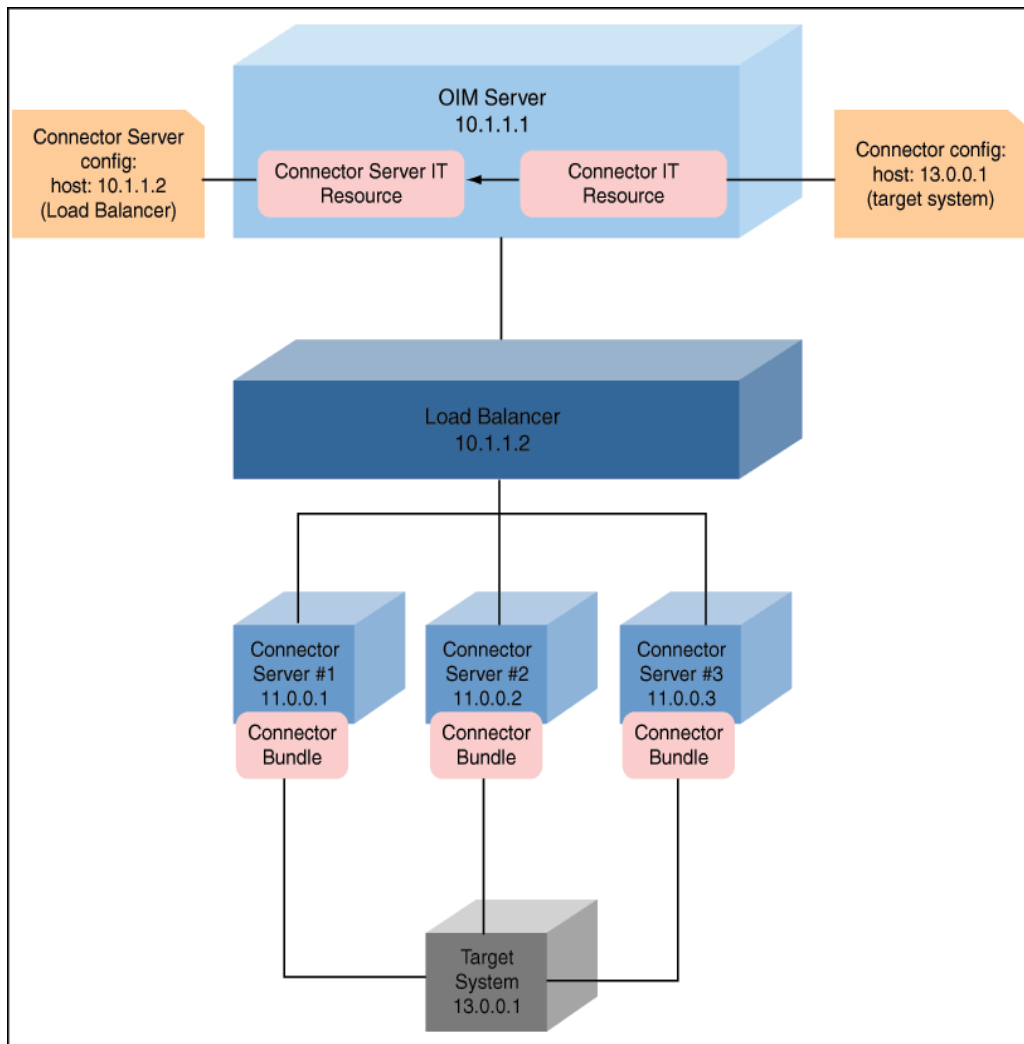 OIM Server
10.1.1.1
Connector Server
config:
host: 10.1.1.2
(Load Balancer)
Connector Server IT
Resource
Connector IT
Resource
Connector config:
host: 13.0.0.1
(target system)
Load Balancer
10.1.1.2
Connector
Server #1
11.0.0.1
Connector
Bundle
Connector
Server #2
11.0.0.2
Connector
Bundle
Connector
Server #3
11.0.0.3
Connector
Bundle
Target
System
13.0.0.1